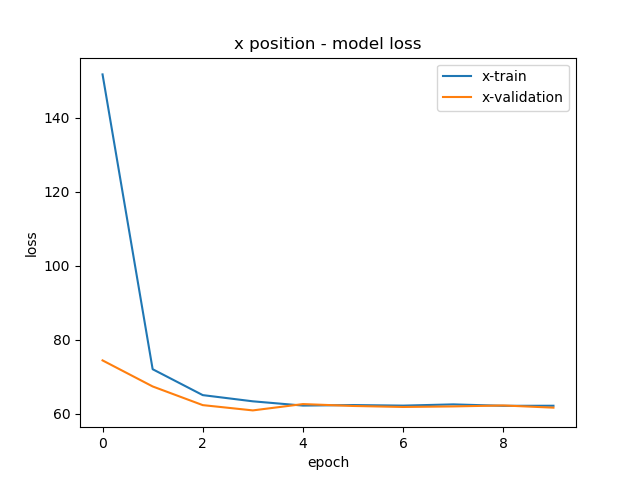 x position - model loss
x-train
x-validation
140
120
100
80
60
loss
0
2
4
6
8
epoch